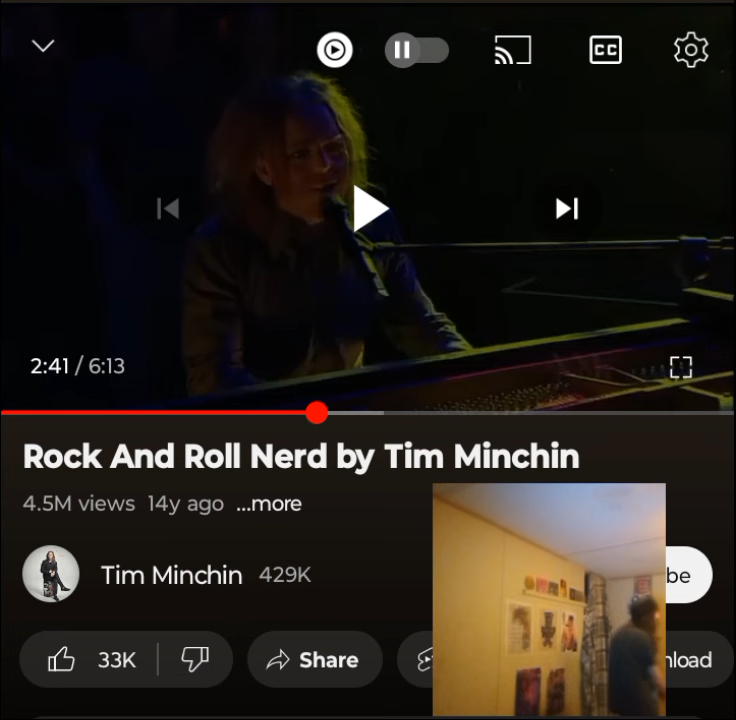 CC
2:41 / 6:13
Rock And Roll Nerd by Tim Minchin
4.5M views 14y ago ...more
Tim Minchin 429K
be
33K Share nload